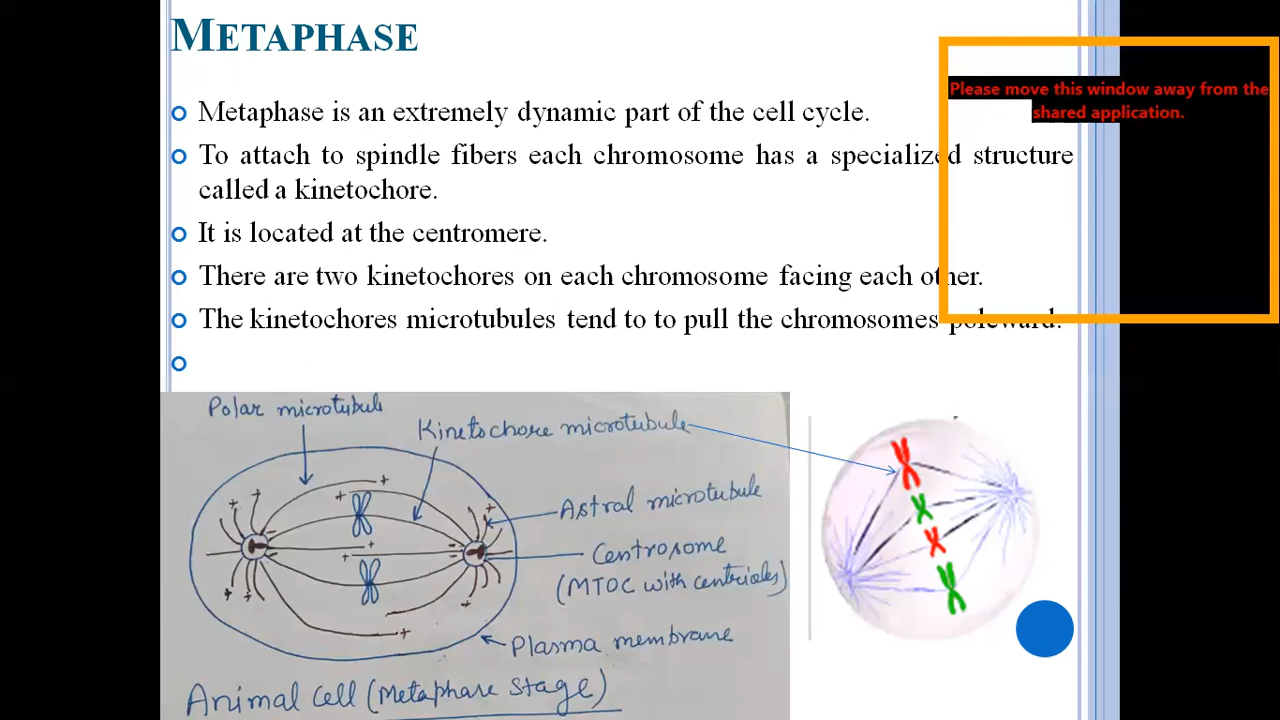 METAPHASE
Metaphase is an extremely dynamic part of the cell cycle.
To attach to spindle fibers each chromosome has a specialized structure
called a kinetochore.
It is located at the centromere.
There are two kinetochores on each chromosome facing each other.
The kinetochores microtubules tend to to pull the chromosomes poleward.
Please move this window away from the
shared application.
Polar microtubule
Kinetochore microtubule
Astral microtubule
Centrosome
(MTOC with centrioles)
Plasma membrane
Animal cell (Metaphase stage)